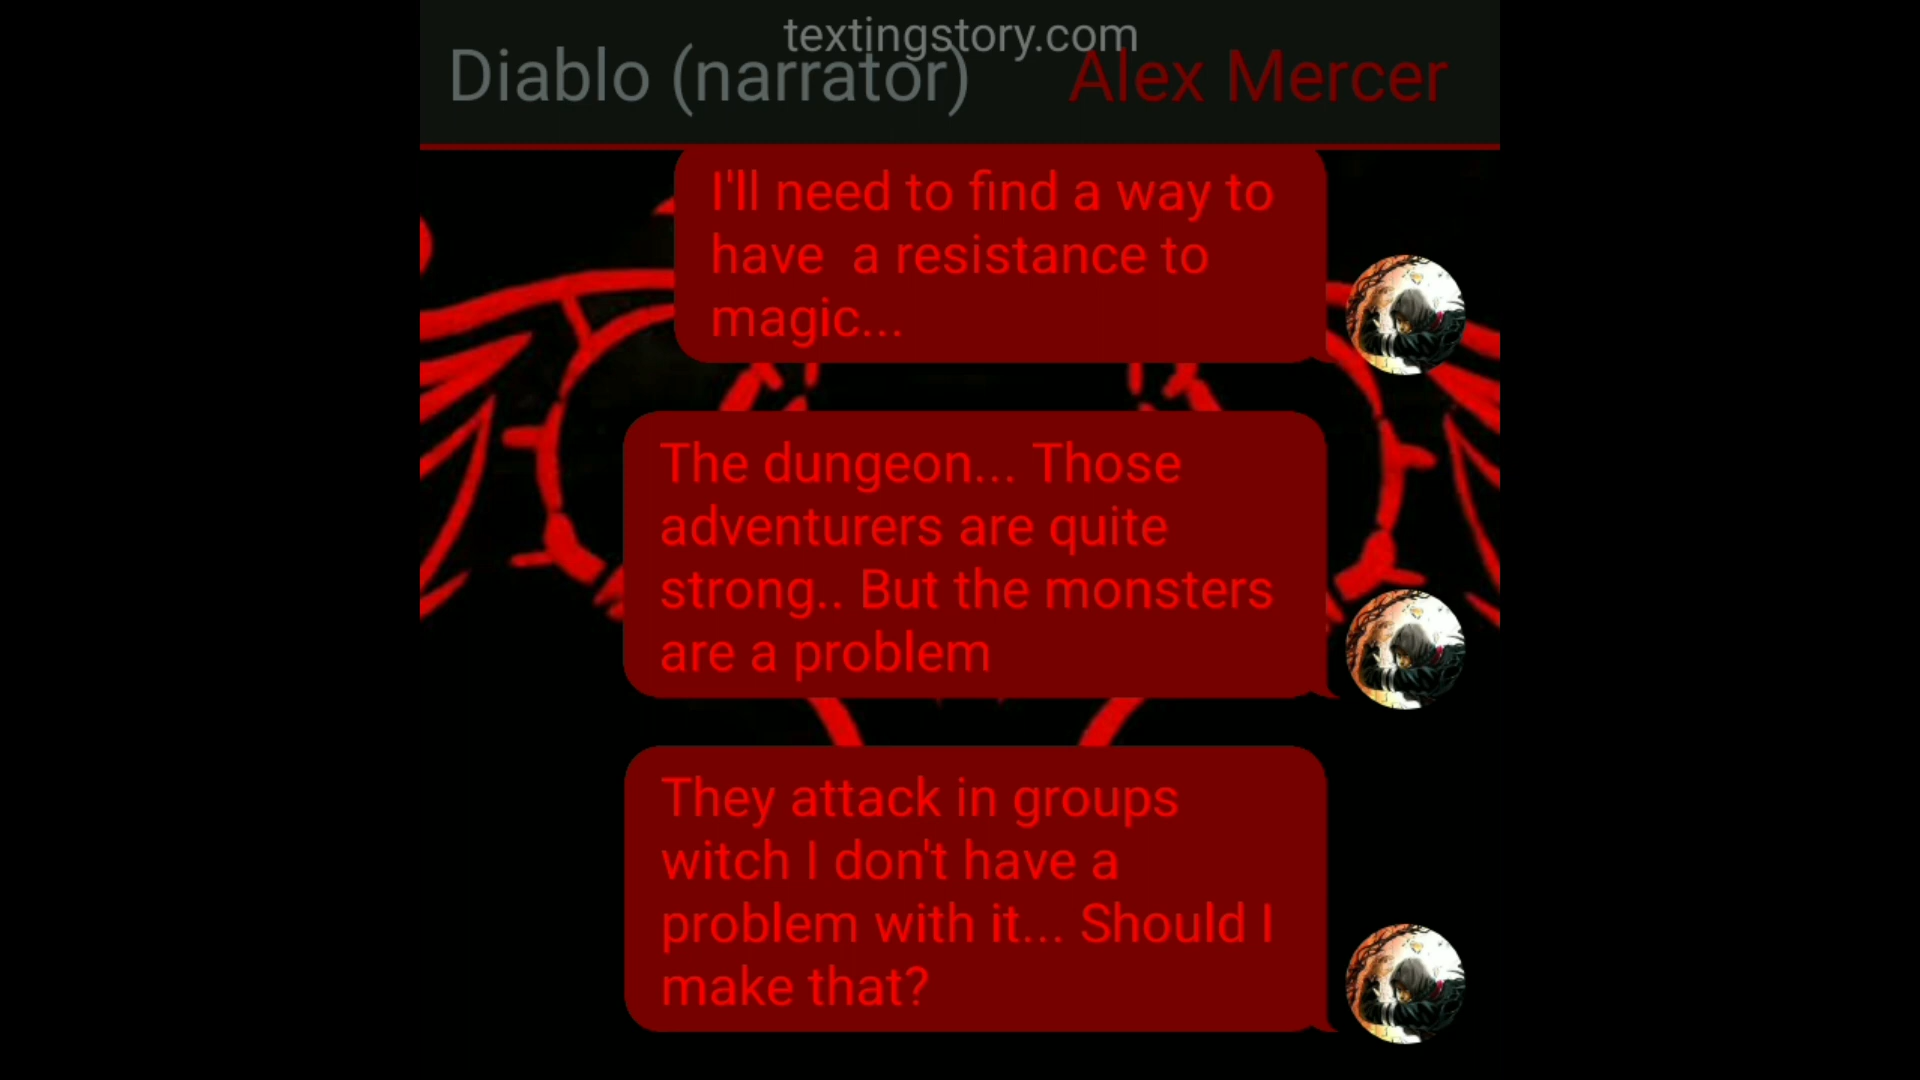 textingstory.com
Diablo (narrator) Alex Mercer
I'll need to find a way to
have  a resistance to
magic...
The dungeon... Those
adventurers are quite
strong.. But the monsters
are a problem
They attack in groups
witch I don't have a
problem with it... Should I
make that?